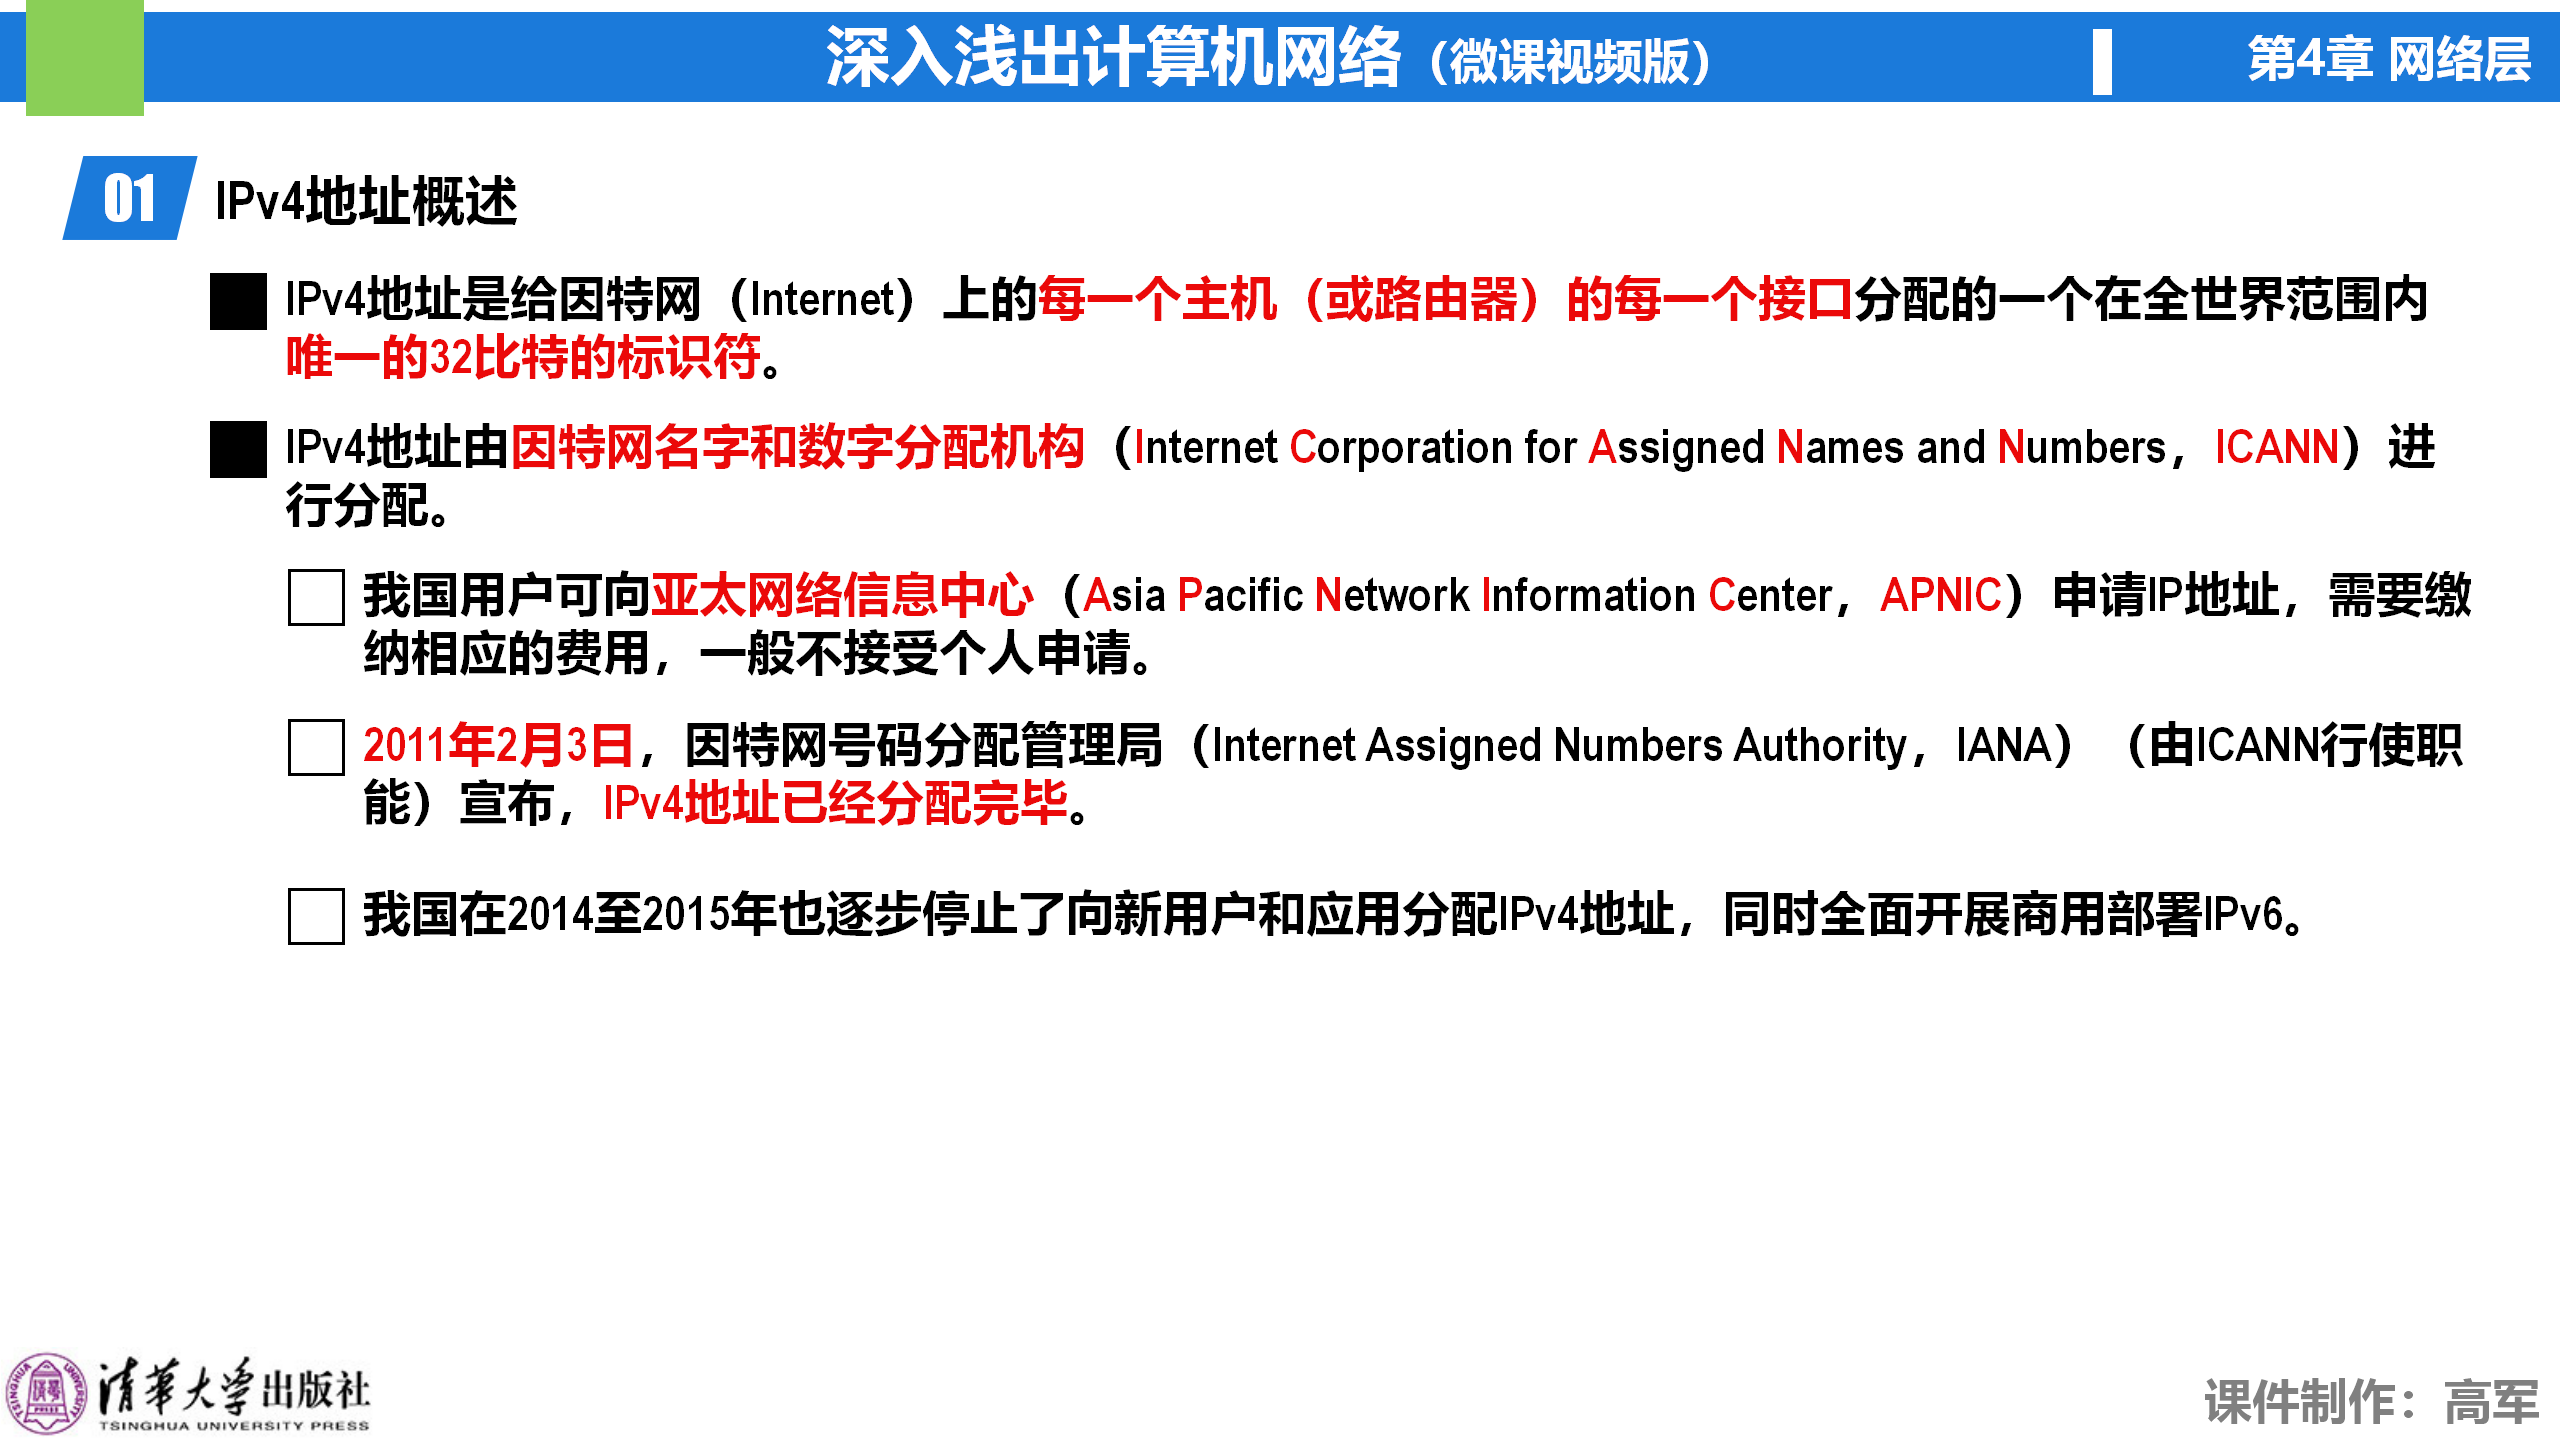 深入浅出计算机网络（微课视频版）
第4章 网络层
01
IPv4地址概述
IPv4地址是给因特网（Internet）上的每一个主机（或路由器）的每一个接口分配的一个在全世界范围内
唯一的32比特的标识符。
IPv4地址由因特网名字和数字分配机构（Internet Corporation for Assigned Names and Numbers，ICANN）进
行分配。
我国用户可向亚太网络信息中心（Asia Pacific Network Information Center，APNIC）申请IP地址，需要缴
纳相应的费用，一般不接受个人申请。
2011年2月3日，因特网号码分配管理局（Internet Assigned Numbers Authority，IANA）（由ICANN行使职
能）宣布，IPv4地址已经分配完毕。
我国在2014至2015年也逐步停止了向新用户和应用分配IPv4地址，同时全面开展商用部署IPv6。
清華大学出版社
TSINGHUA UNIVERSITY PRESS
课件制作：高军